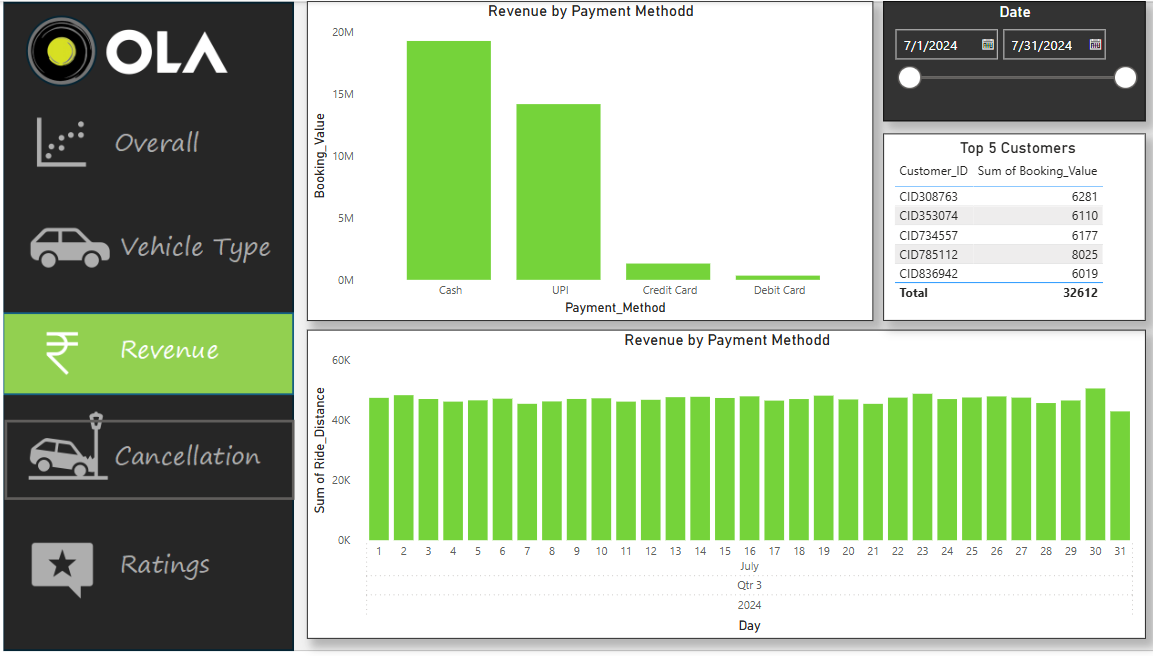 OLA
Overall
Vehicle Type
Revenue
Cancellation
Ratings
Revenue by Payment Methodd
20M
15M
10M
5M
0M
Booking_Value
Cash UPI Credit Card Debit Card
Payment_Method
Date
7/1/2024 7/31/2024
Top 5 Customers
Customer_ID Sum of Booking_Value
CID308763 6281
CID353074 6110
CID734557 6177
CID785112 8025
CID836942 6019
Total 32612
Revenue by Payment Methodd
60K
40K
20K
0K
Sum of Ride_Distance
1 2 3 4 5 6 7 8 9 10 11 12 13 14 15 16 17 18 19 20 21 22 23 24 25 26 27 28 29 30 31
July
Qtr 3
2024
Day